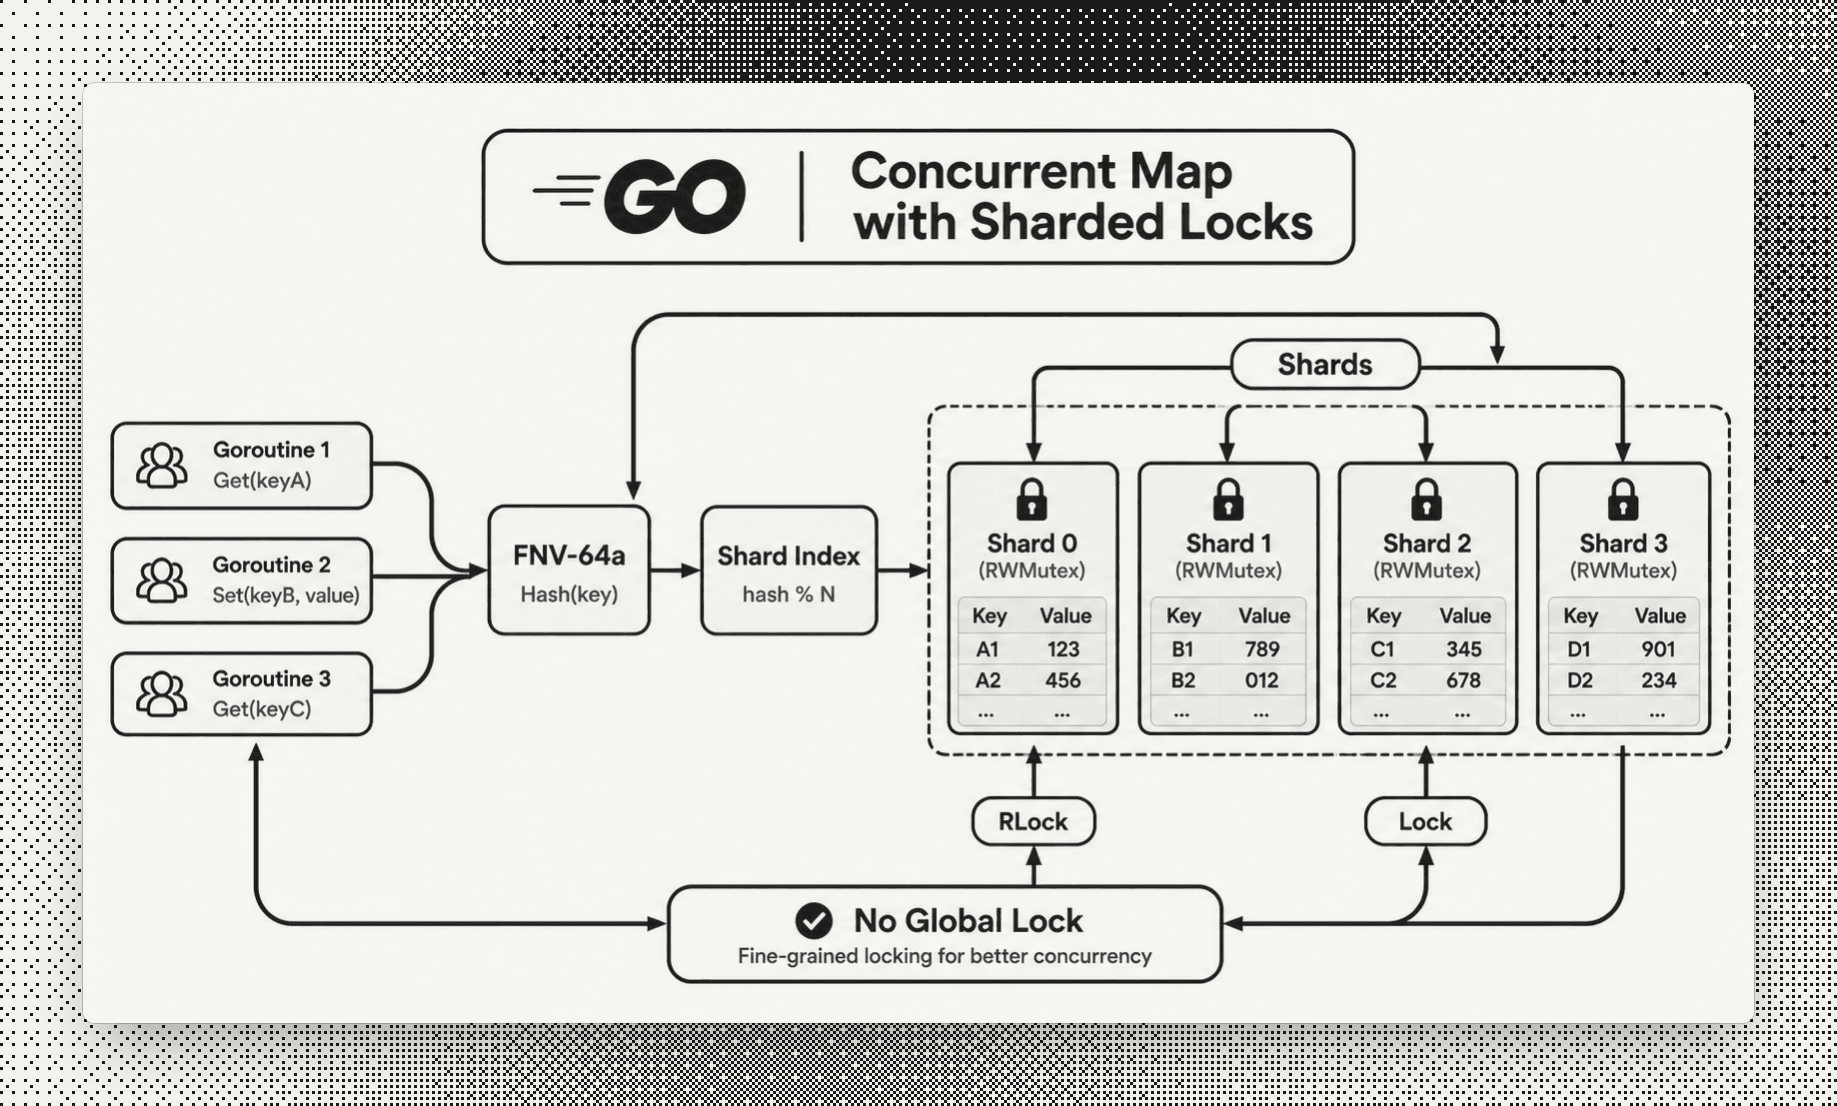 GO
Concurrent Map
with Sharded Locks
Shards
Goroutine 1
Get(keyA)
Goroutine 2
Set(keyB, value)
Goroutine 3
Get(keyC)
FNV-64a
Hash(key)
Shard Index
hash % N
Shard 0
(RWMutex)
Key Value
A1 123
A2 456
... ...
Shard 1
(RWMutex)
Key Value
B1 789
B2 012
... ...
Shard 2
(RWMutex)
Key Value
C1 345
C2 678
... ...
Shard 3
(RWMutex)
Key Value
D1 901
D2 234
... ...
RLock
Lock
No Global Lock
Fine-grained locking for better concurrency